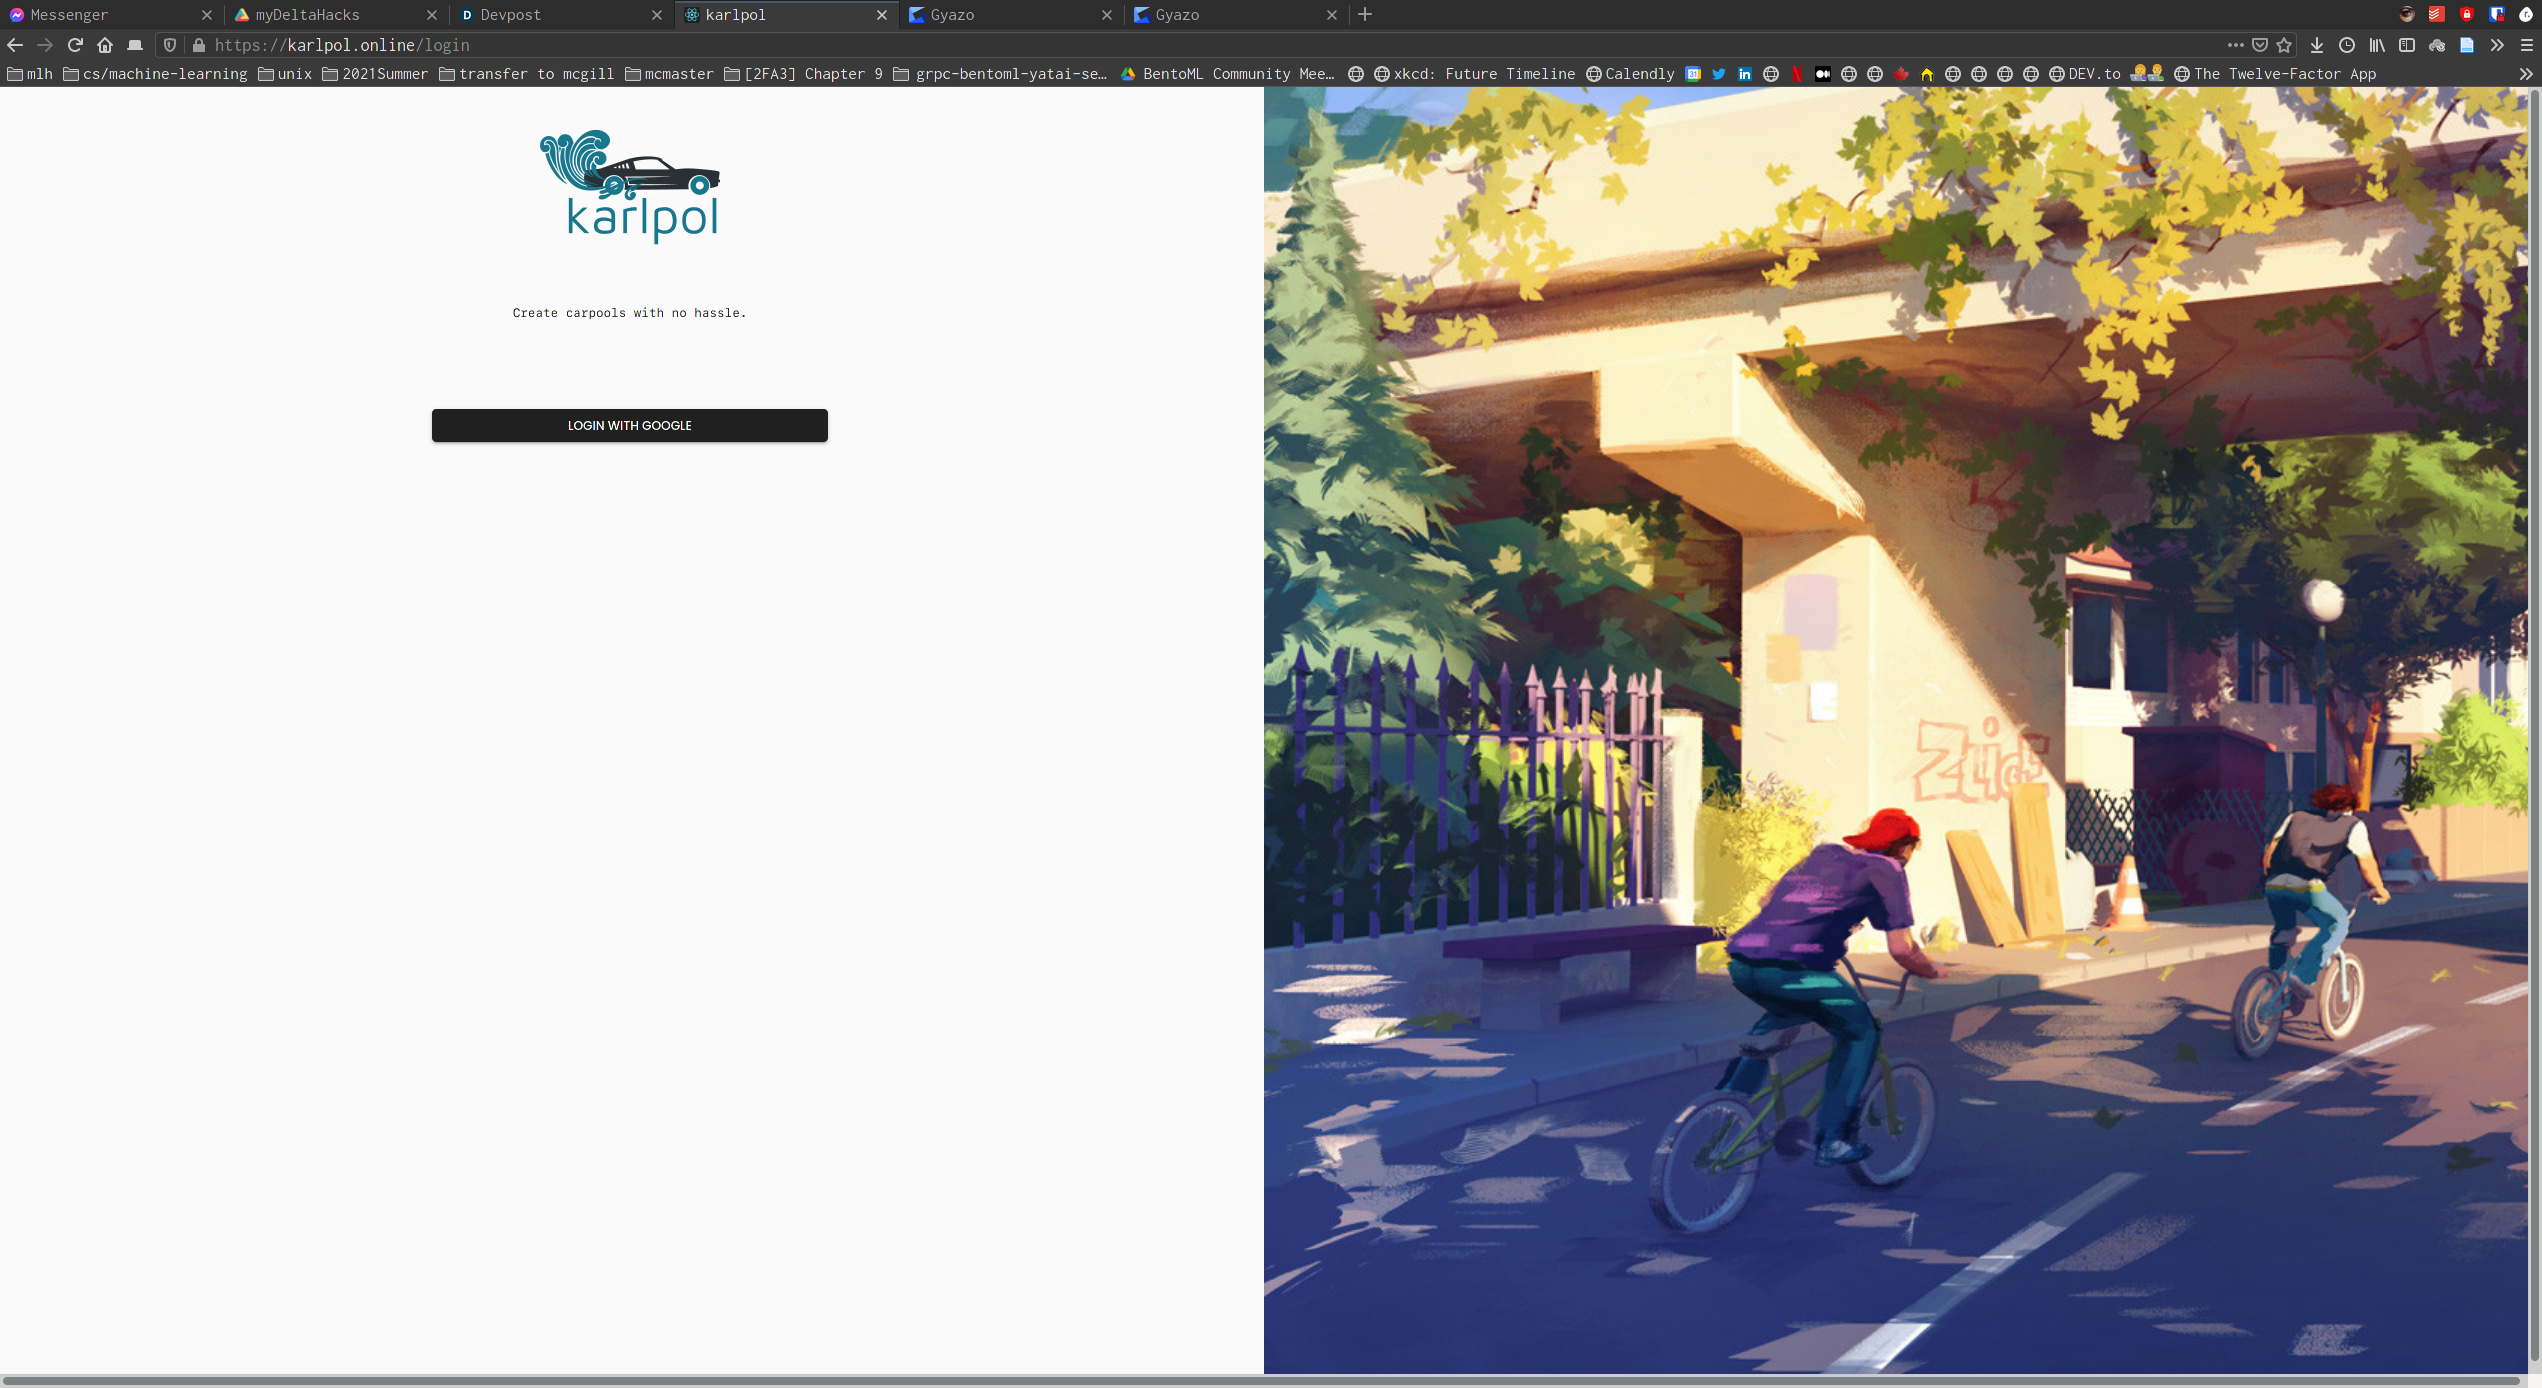 Messenger
myDeltaHacks
Devpost
karlpol
Gyazo
Gyazo
https://karlpol.online/login
mlh cs/machine-learning unix 2021Summer transfer to mcgill mcmaster [2FA3] Chapter 9 grpc-bentoml-yatai-se… BentoML Community Mee… xkcd: Future Timeline Calendly DEV.to The Twelve-Factor App
karlpol
Create carpools with no hassle.
LOGIN WITH GOOGLE